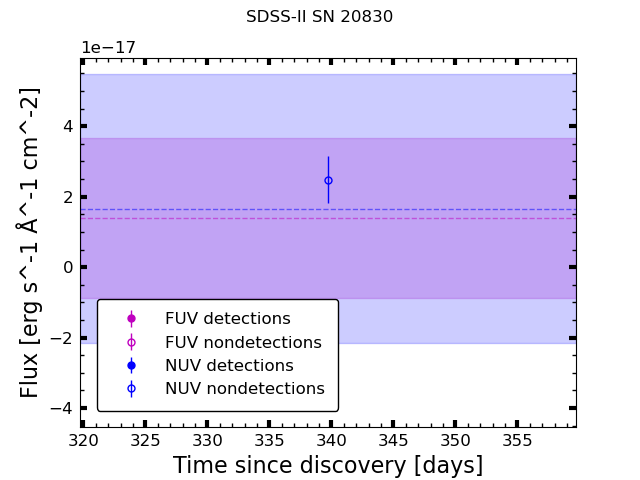 SDSS-II SN 20830
1e−17
Flux [erg s^-1 Å^-1 cm^-2]
4
2
0
−2
−4
FUV detections
FUV nondetections
NUV detections
NUV nondetections
320 325 330 335 340 345 350 355
Time since discovery [days]